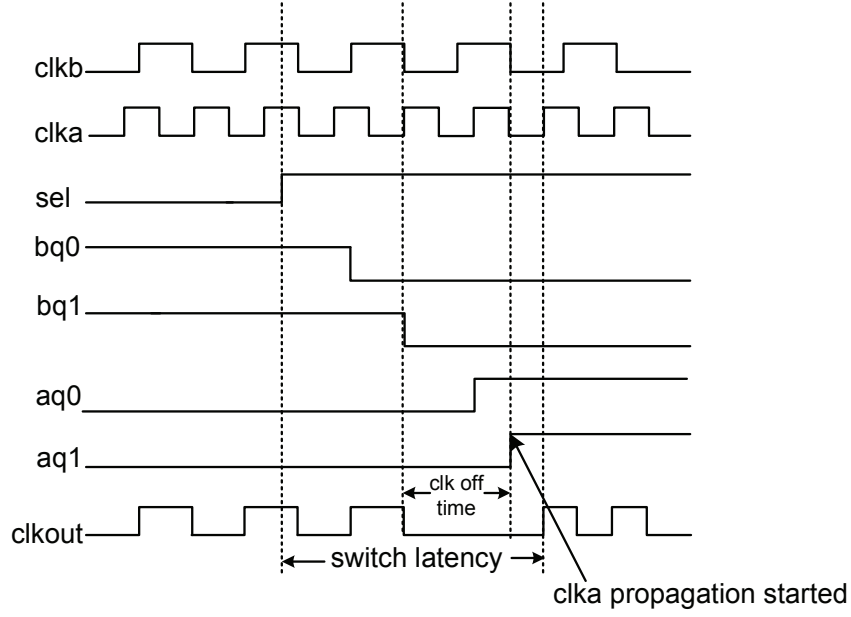 clkb
clka
sel
bq0
bq1
aq0
aq1
clk off
time
clkout
switch latency
clka propagation started